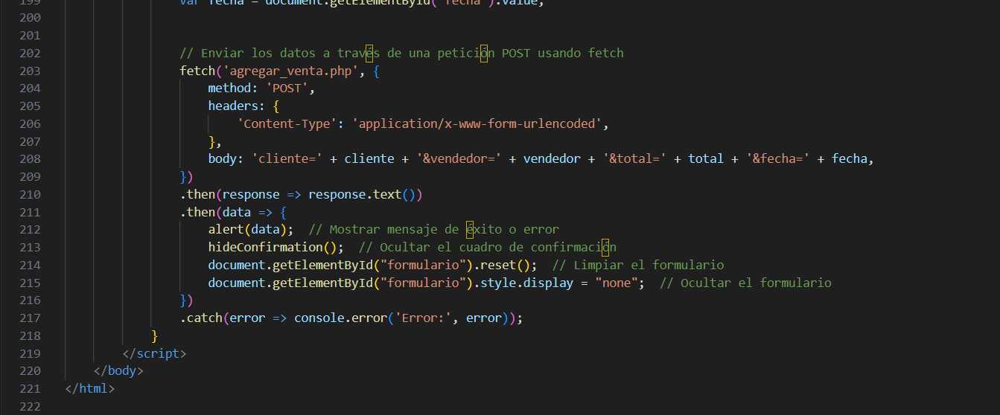 199 var fecha = document.getElementById("fecha").value;
200
201
202 // Enviar los datos a través de una petición POST usando fetch
203 fetch('agregar_venta.php', {
204 method: 'POST',
205 headers: {
206 'Content-Type': 'application/x-www-form-urlencoded',
207 },
208 body: 'cliente=' + cliente + '&vendedor=' + vendedor + '&total=' + total + '&fecha=' + fecha,
209 })
210 .then(response => response.text())
211 .then(data => {
212 alert(data);  // Mostrar mensaje de éxito o error
213 hideConfirmation();  // Ocultar el cuadro de confirmación
214 document.getElementById("formulario").reset();  // Limpiar el formulario
215 document.getElementById("formulario").style.display = "none";  // Ocultar el formulario
216 })
217 .catch(error => console.error('Error:', error));
218 }
219 </script>
220 </body>
221 </html>
222